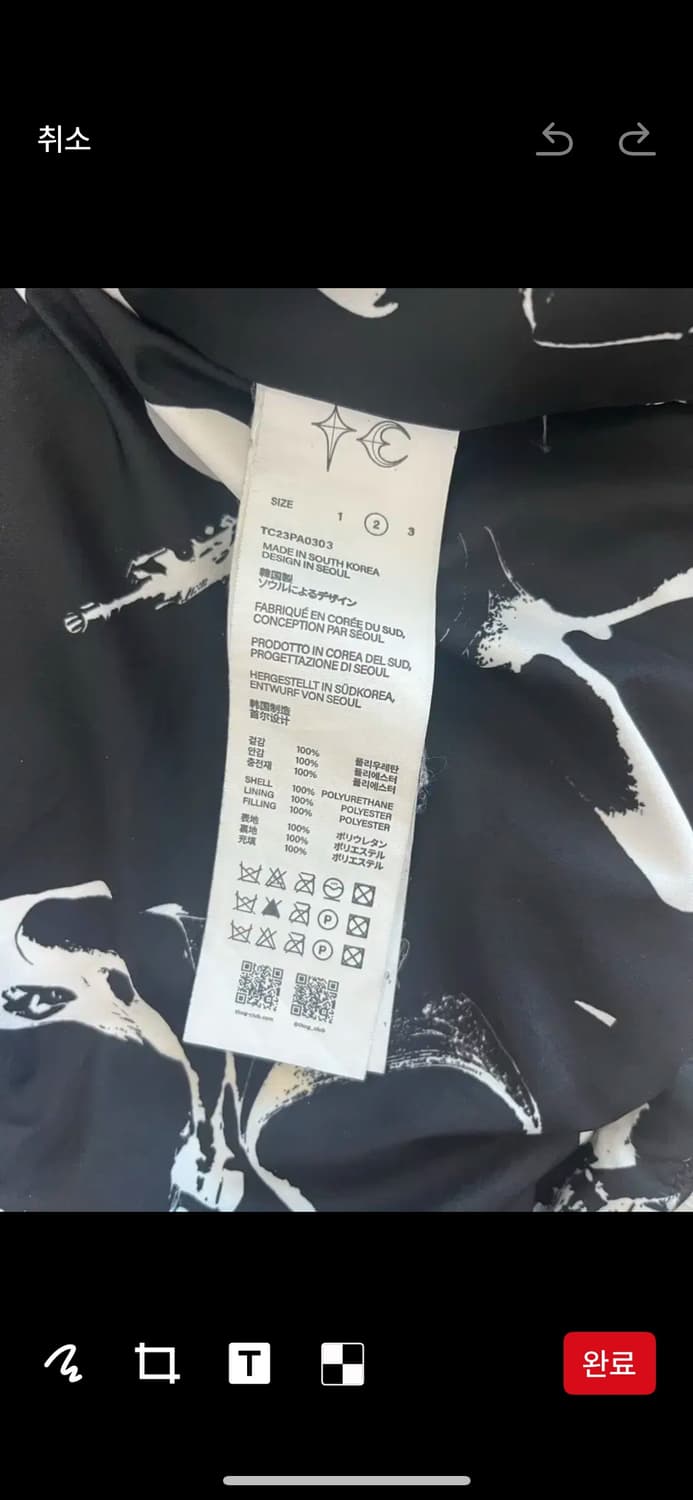 취소
SIZE 1 2 3
TC23PA0303
MADE IN SOUTH KOREA
DESIGN IN SEOUL
韓国製
ソウルによるデザイン
FABRIQUÉ EN CORÉE DU SUD,
CONCEPTION PAR SÉOUL
PRODOTTO IN COREA DEL SUD,
PROGETTAZIONE DI SEOUL
HERGESTELLT IN SÜDKOREA,
ENTWURF VON SEOUL
韩国制造
首尔设计
겉감 100% 폴리우레탄
안감 100% 폴리에스터
충전재 100% 폴리에스터
SHELL 100% POLYURETHANE
LINING 100% POLYESTER
FILLING 100% POLYESTER
表地 100% ポリウレタン
裏地 100% ポリエステル
充填 100% ポリエステル
P
P
thug-club.com @thug_club
T
완료